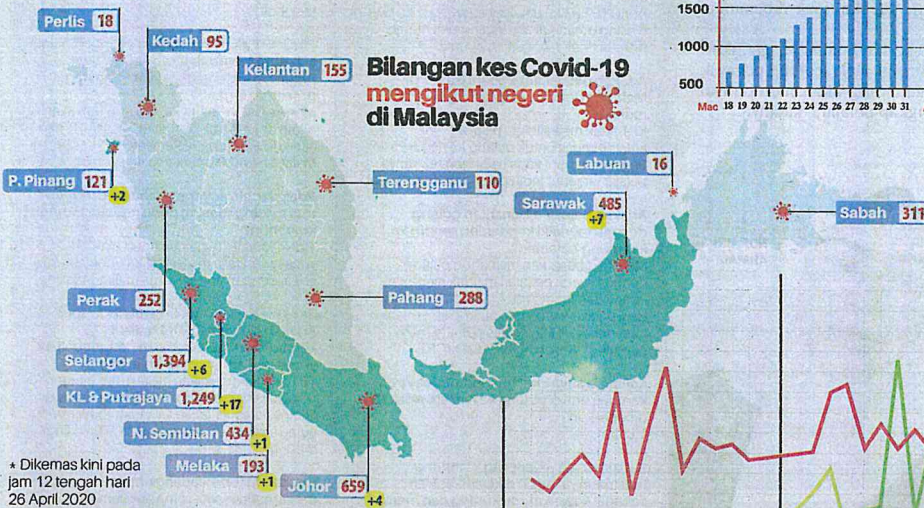 Perlis 18
Kedah 95
Kelantan 155
Bilangan kes Covid-19
mengikut negeri
di Malaysia
1500
1000
500
Mac 18 19 20 21 22 23 24 25 26 27 28 29 30 31
P. Pinang 121
+2
Terengganu 110
Labuan 16
Sarawak 485
+7
Sabah 311
Perak 252
Pahang 288
Selangor 1,394
+6
KL & Putrajaya 1,249
+17
N. Sembilan 434
+1
Melaka 193
+1
Johor 659
+4
* Dikemas kini pada
jam 12 tengah hari
26 April 2020